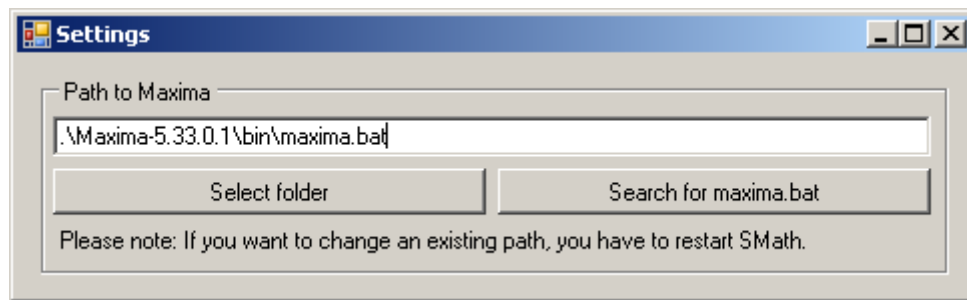 Settings
Path to Maxima
.\Maxima-5.33.0.1\bin\maxima.bat
Select folder
Search for maxima.bat
Please note: If you want to change an existing path, you have to restart SMath.